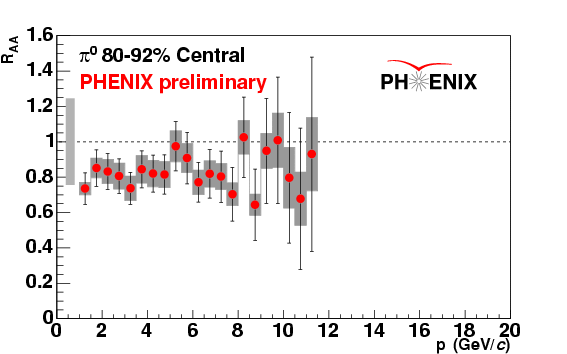 π⁰ 80-92% Central
PHENIX preliminary
PHENIX
R_AA
1.6
1.4
1.2
1
0.8
0.6
0.4
0.2
0
0 2 4 6 8 10 12 14 16 18 20
p (GeV/c)